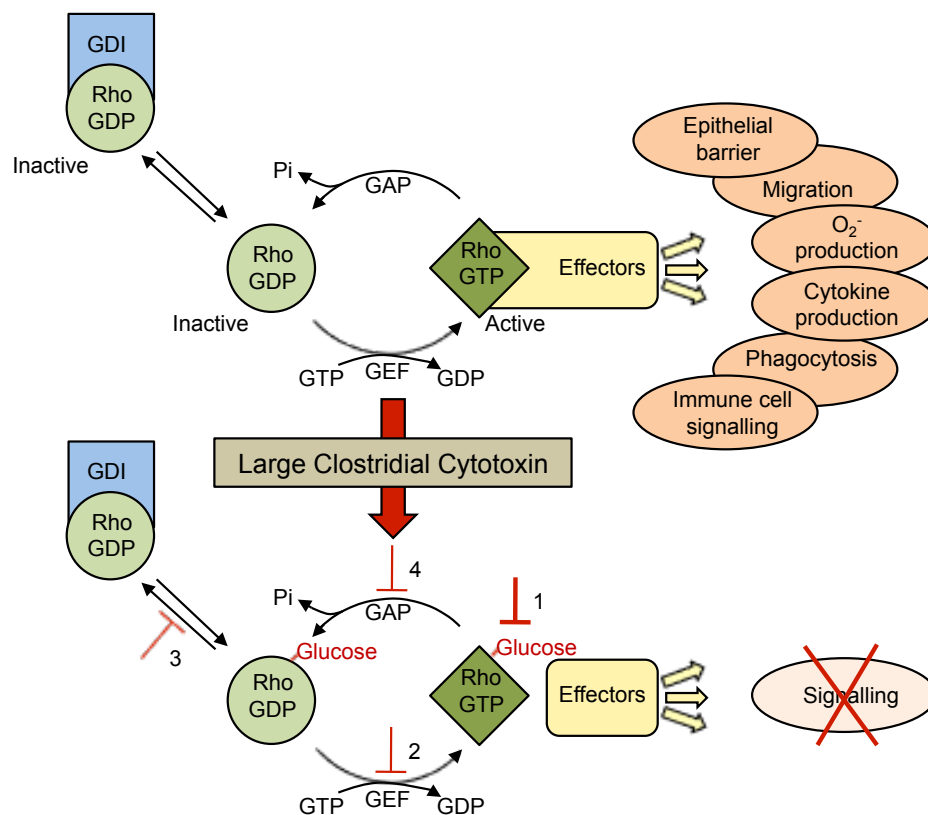 GDI
Rho
GDP
Inactive
Pi
GAP
Rho
GDP
Inactive
Rho
GTP
Active
Effectors
GTP
GEF
GDP
Epithelial
barrier
Migration
O₂⁻
production
Cytokine
production
Phagocytosis
Immune cell
signalling
Large Clostridial Cytotoxin
GDI
Rho
GDP
3
4
Pi
GAP
1
Glucose
Rho
GDP
Glucose
Rho
GTP
Effectors
Signalling
2
GTP
GEF
GDP